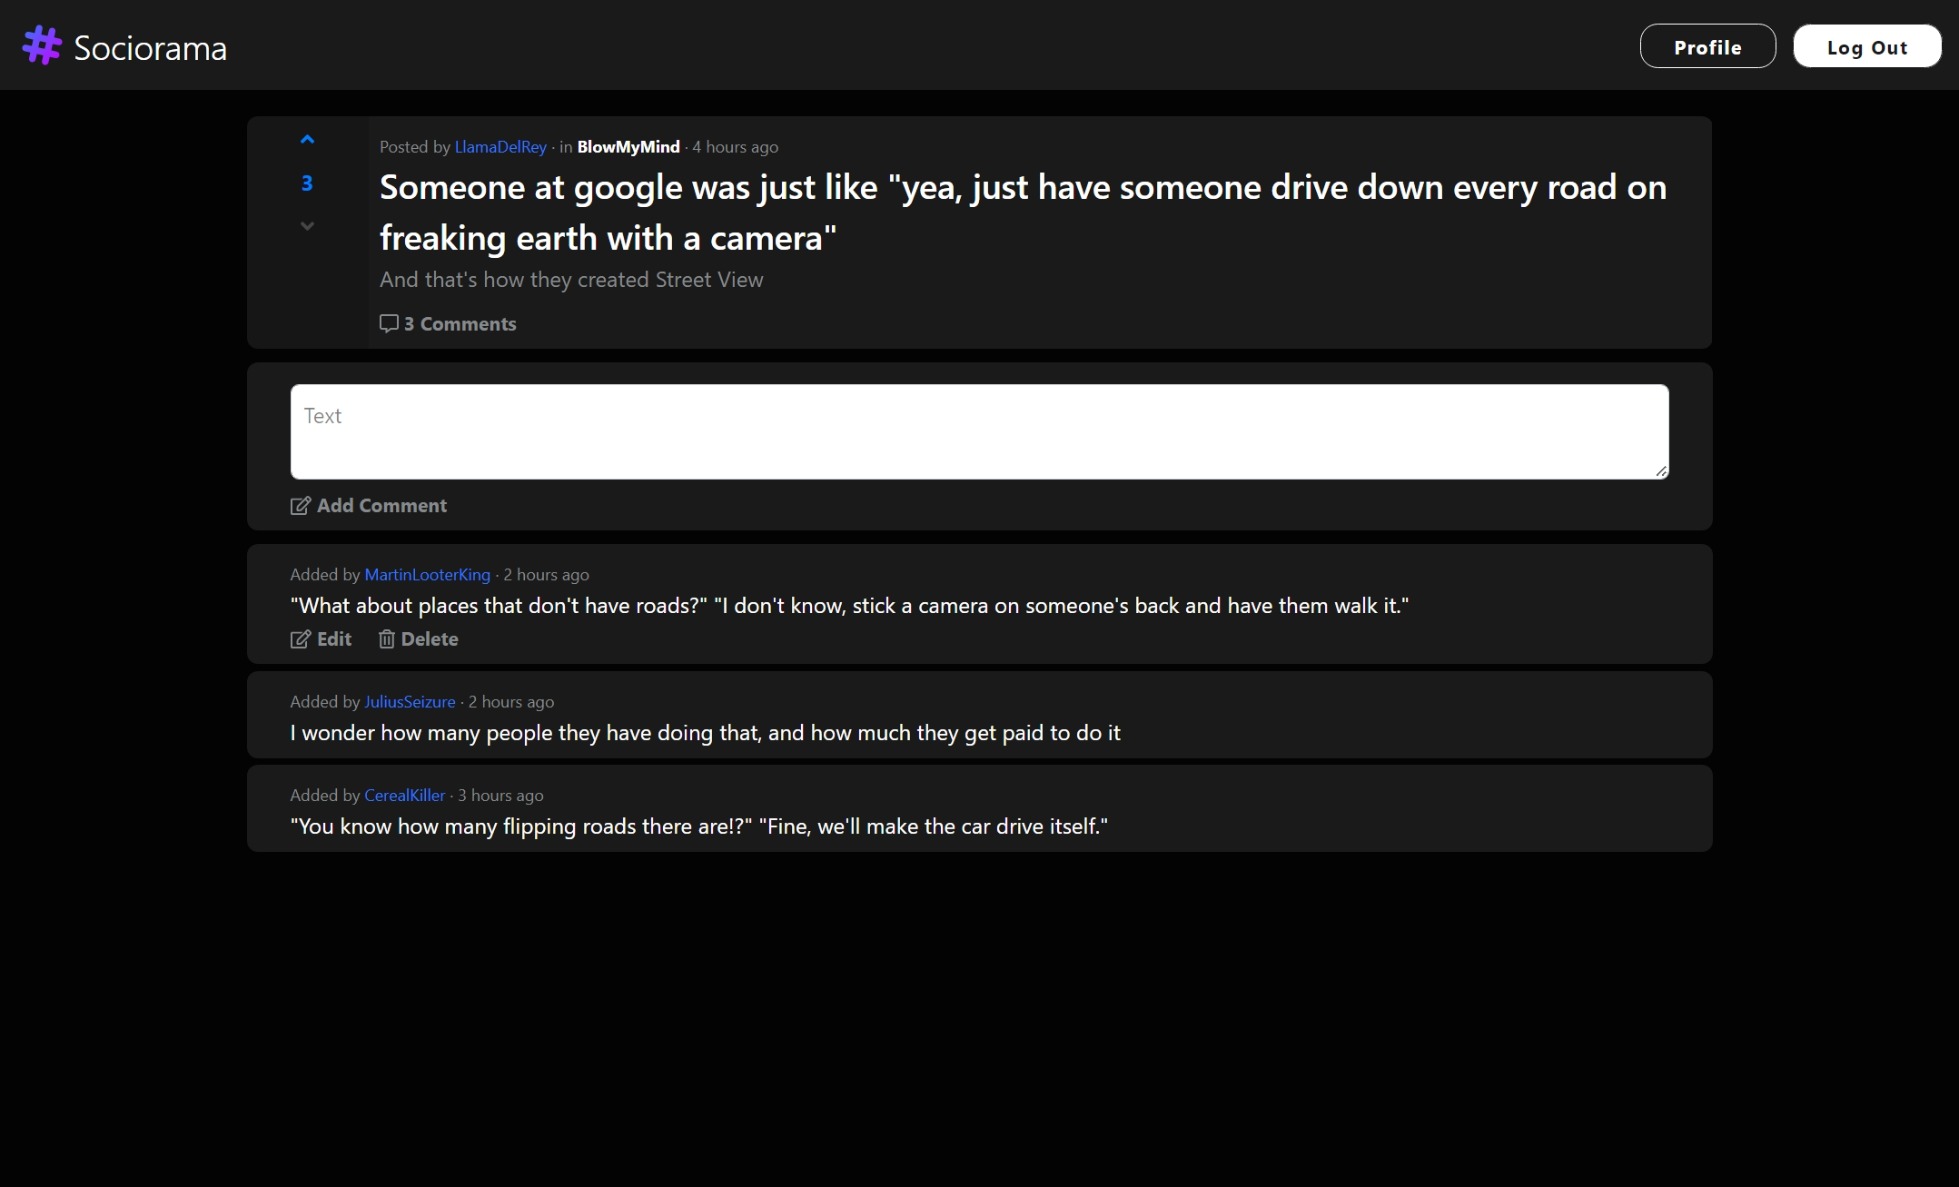 Sociorama
Profile
Log Out
Posted by LlamaDelRey · in BlowMyMind · 4 hours ago
3
Someone at google was just like "yea, just have someone drive down every road on
freaking earth with a camera"
And that's how they created Street View
3 Comments
Text
Add Comment
Added by MartinLooterKing · 2 hours ago
"What about places that don't have roads?" "I don't know, stick a camera on someone's back and have them walk it."
Edit Delete
Added by JuliusSeizure · 2 hours ago
I wonder how many people they have doing that, and how much they get paid to do it
Added by CerealKiller · 3 hours ago
"You know how many flipping roads there are!?" "Fine, we'll make the car drive itself."